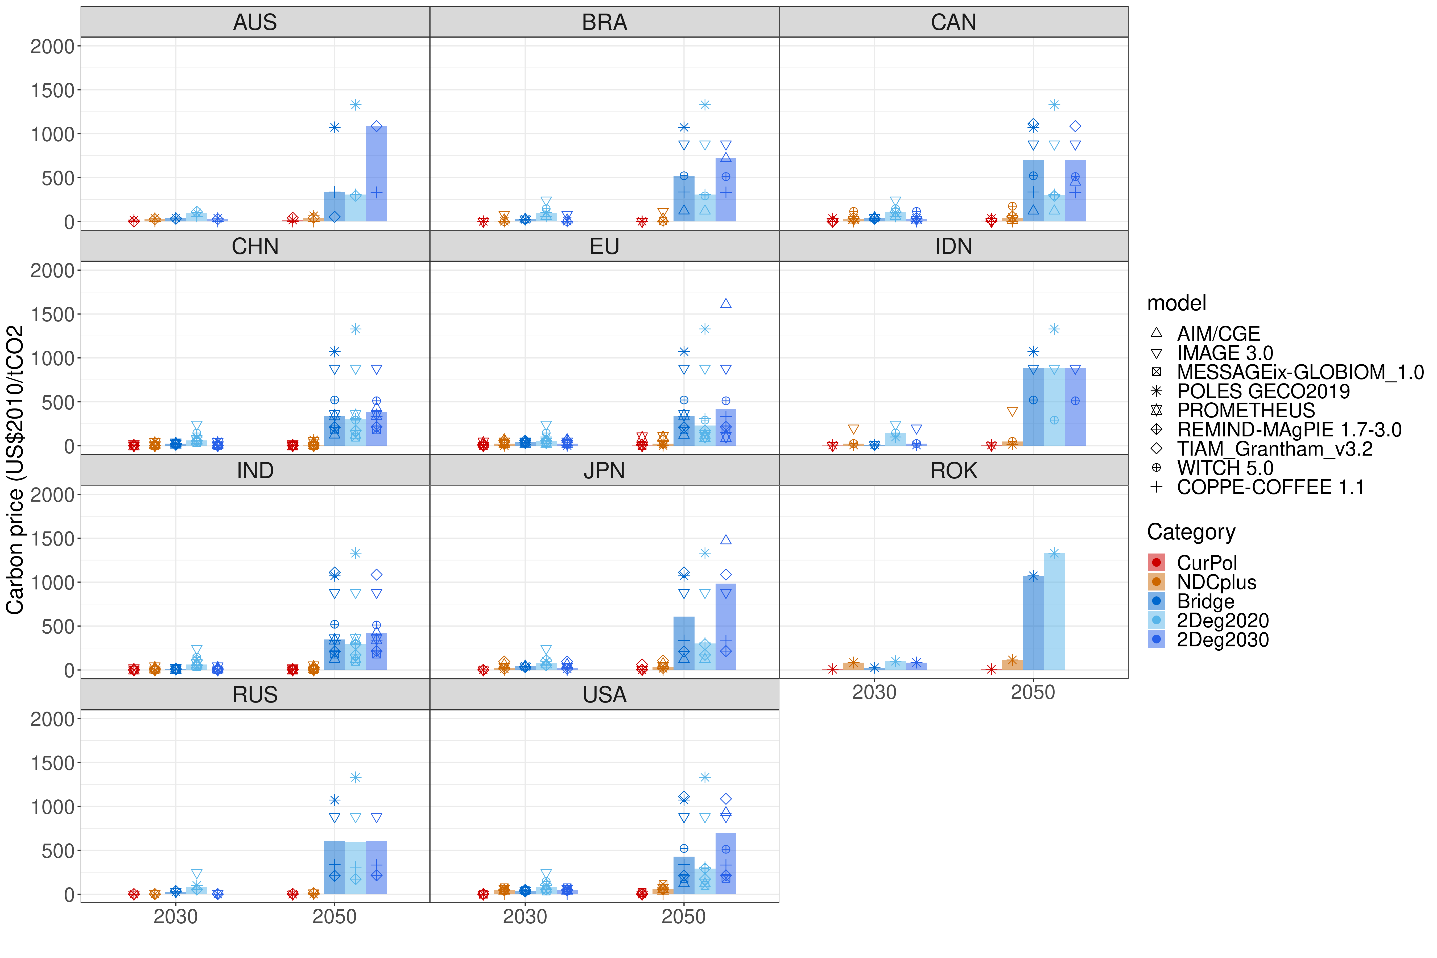 AUS BRA CAN
2000
1500
1000
500
0
CHN EU IDN
2000
1500
1000
500
0
IND JPN ROK
2000
1500
1000
500
0
2030 2050
RUS USA
2000
1500
1000
500
0
2030 2050 2030 2050
Carbon price (US$2010/tCO2
model
AIM/CGE
IMAGE 3.0
MESSAGEix-GLOBIOM_1.0
POLES GECO2019
PROMETHEUS
REMIND-MAgPIE 1.7-3.0
TIAM_Grantham_v3.2
WITCH 5.0
COPPE-COFFEE 1.1
Category
CurPol
NDCplus
Bridge
2Deg2020
2Deg2030